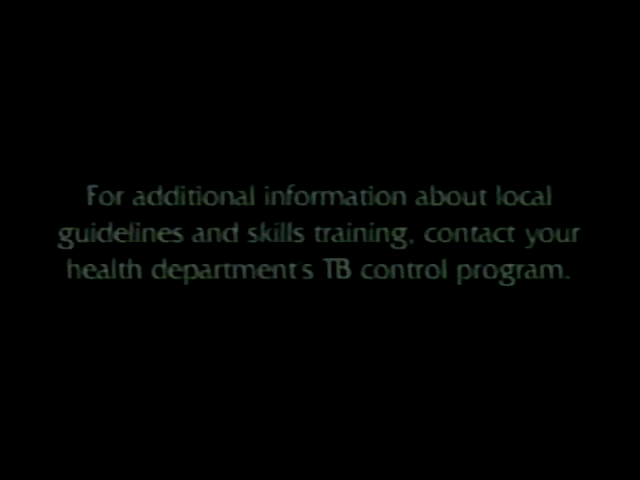 For additional information about local
guidelines and skills training, contact your
health department's TB control program.